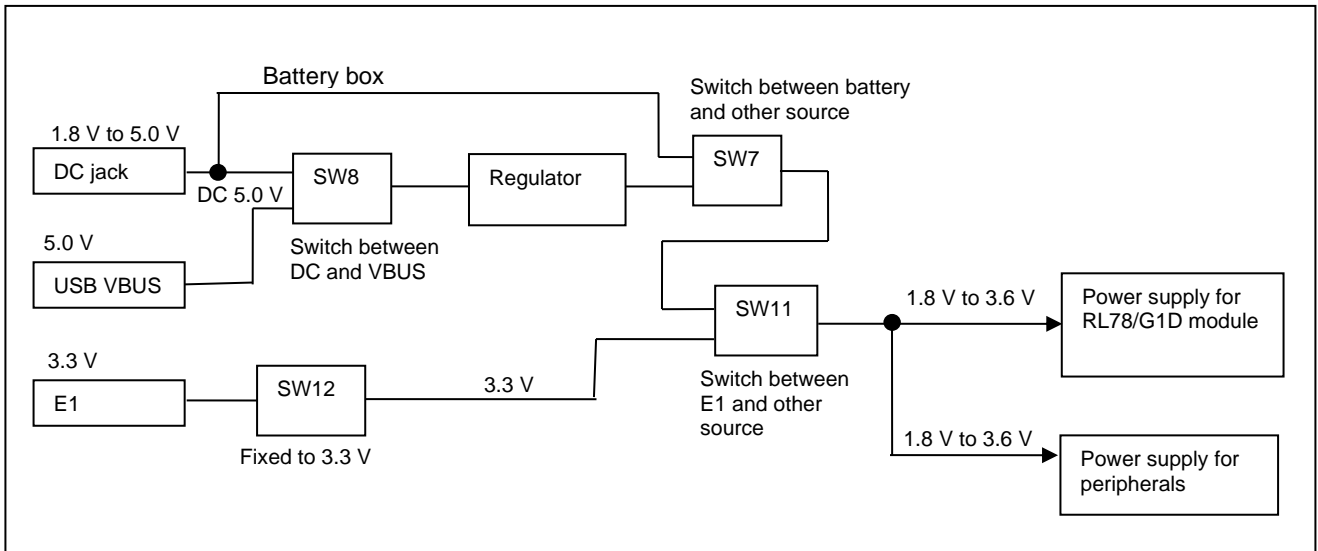 Battery box
Switch between battery
and other source
1.8 V to 5.0 V
DC jack
DC 5.0 V
SW8
Regulator
SW7
Switch between
DC and VBUS
5.0 V
USB VBUS
SW11
1.8 V to 3.6 V
Power supply for
RL78/G1D module
3.3 V
E1
SW12
3.3 V
Fixed to 3.3 V
Switch between
E1 and other
source
1.8 V to 3.6 V
Power supply for
peripherals